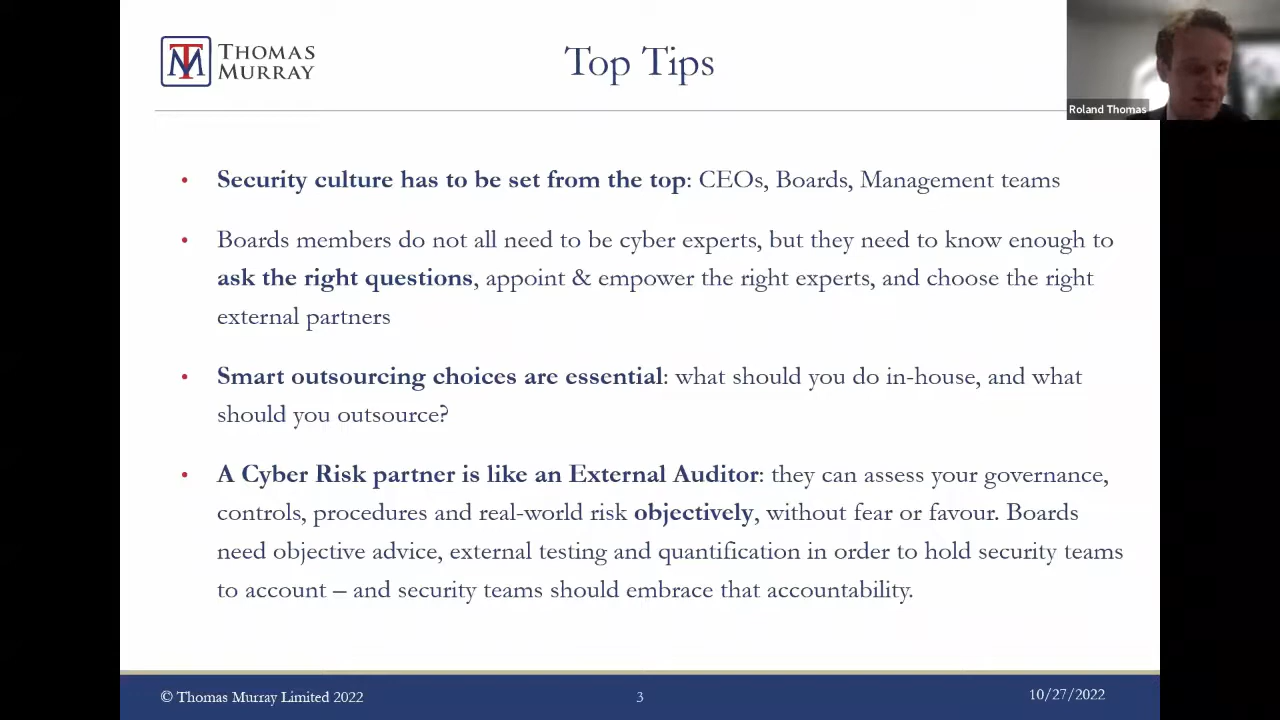 THOMAS
MURRAY
Top Tips
Roland Thomas
• Security culture has to be set from the top: CEOs, Boards, Management teams
• Boards members do not all need to be cyber experts, but they need to know enough to
ask the right questions, appoint & empower the right experts, and choose the right
external partners
• Smart outsourcing choices are essential: what should you do in-house, and what
should you outsource?
• A Cyber Risk partner is like an External Auditor: they can assess your governance,
controls, procedures and real-world risk objectively, without fear or favour. Boards
need objective advice, external testing and quantification in order to hold security teams
to account – and security teams should embrace that accountability.
© Thomas Murray Limited 2022
3
10/27/2022